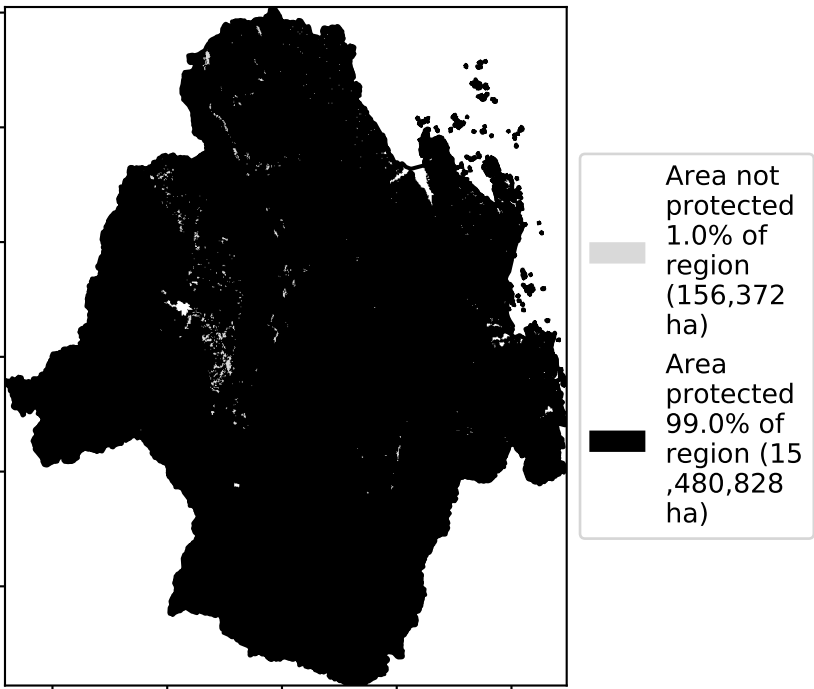 Area not
protected
1.0% of
region
(156,372
ha)
Area
protected
99.0% of
region (15
,480,828
ha)